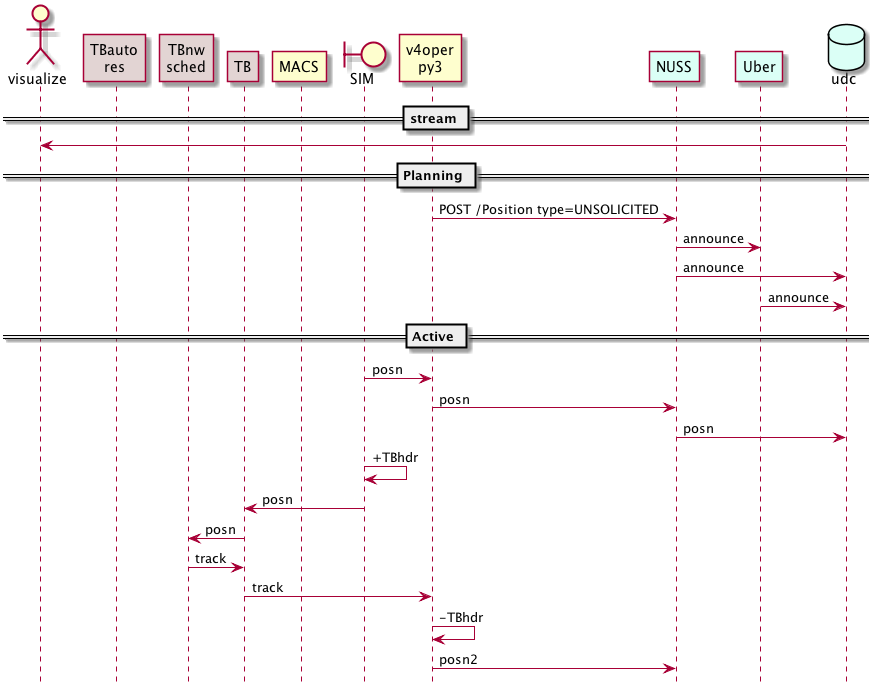 visualize
TBauto
res
TBnw
sched
TB
MACS
SIM
v4oper
py3
NUSS
Uber
udc
stream
Planning
POST /Position type=UNSOLICITED
announce
announce
announce
Active
posn
posn
posn
+TBhdr
posn
posn
track
track
-TBhdr
posn2